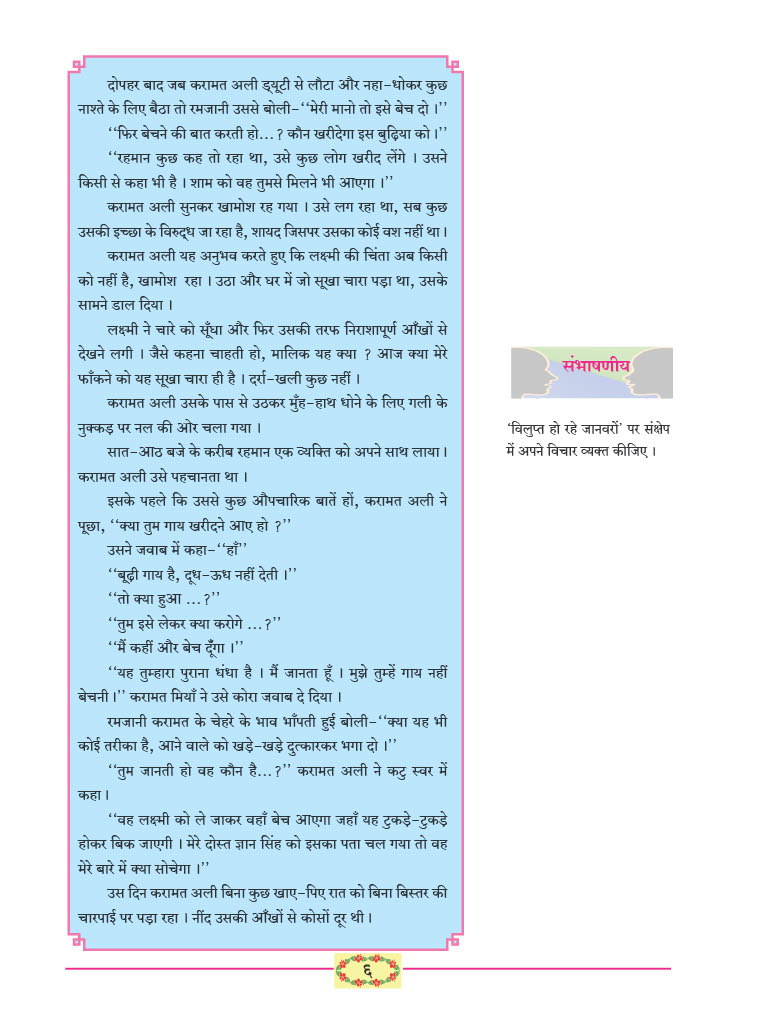 दोपहर बाद जब करामत अली ड्यूटी से लौटा और नहा-धोकर कुछ
नाश्ते के लिए बैठा तो रमजानी उससे बोली-‘‘मेरी मानो तो इसे बेच दो ।’’
‘‘फिर बेचने की बात करती हो...? कौन खरीदेगा इस बुढ़िया को ।’’
‘‘रहमान कुछ कह तो रहा था, उसे कुछ लोग खरीद लेंगे । उसने
किसी से कहा भी है । शाम को वह तुमसे मिलने भी आएगा ।’’
करामत अली सुनकर खामोश रह गया । उसे लग रहा था, सब कुछ
उसकी इच्छा के विरुद्ध जा रहा है, शायद जिसपर उसका कोई वश नहीं था ।
करामत अली यह अनुभव करते हुए कि लक्ष्मी की चिंता अब किसी
को नहीं है, खामोश रहा । उठा और घर में जो सूखा चारा पड़ा था, उसके
सामने डाल दिया ।
लक्ष्मी ने चारे को सूँघा और फिर उसकी तरफ निराशापूर्ण आँखों से
देखने लगी । जैसे कहना चाहती हो, मालिक यह क्या ? आज क्या मेरे
फाँकने को यह सूखा चारा ही है । दर्रा-खली कुछ नहीं ।
करामत अली उसके पास से उठकर मुँह-हाथ धोने के लिए गली के
नुक्कड़ पर नल की ओर चला गया ।
सात-आठ बजे के करीब रहमान एक व्यक्ति को अपने साथ लाया ।
करामत अली उसे पहचानता था ।
इसके पहले कि उससे कुछ औपचारिक बातें हों, करामत अली ने
पूछा, ‘‘क्या तुम गाय खरीदने आए हो ?’’
उसने जवाब में कहा-‘‘हाँ’’
‘‘बूढ़ी गाय है, दूध-ऊध नहीं देती ।’’
‘‘तो क्या हुआ ...?’’
‘‘तुम इसे लेकर क्या करोगे ...?’’
‘‘मैं कहीं और बेच दूँगा ।’’
‘‘यह तुम्हारा पुराना धंधा है । मैं जानता हूँ । मुझे तुम्हें गाय नहीं
बेचनी ।’’ करामत मियाँ ने उसे कोरा जवाब दे दिया ।
रमजानी करामत के चेहरे के भाव भाँपती हुई बोली-‘‘क्या यह भी
कोई तरीका है, आने वाले को खड़े-खड़े दुत्कारकर भगा दो ।’’
‘‘तुम जानती हो वह कौन है...?’’ करामत अली ने कटु स्वर में
कहा ।
‘‘वह लक्ष्मी को ले जाकर वहाँ बेच आएगा जहाँ यह टुकड़े-टुकड़े
होकर बिक जाएगी । मेरे दोस्त ज्ञान सिंह को इसका पता चल गया तो वह
मेरे बारे में क्या सोचेगा ।’’
उस दिन करामत अली बिना कुछ खाए-पिए रात को बिना बिस्तर की
चारपाई पर पड़ा रहा । नींद उसकी आँखों से कोसों दूर थी ।
संभाषणीय
‘विलुप्त हो रहे जानवरों’ पर संक्षेप
में अपने विचार व्यक्त कीजिए ।
६